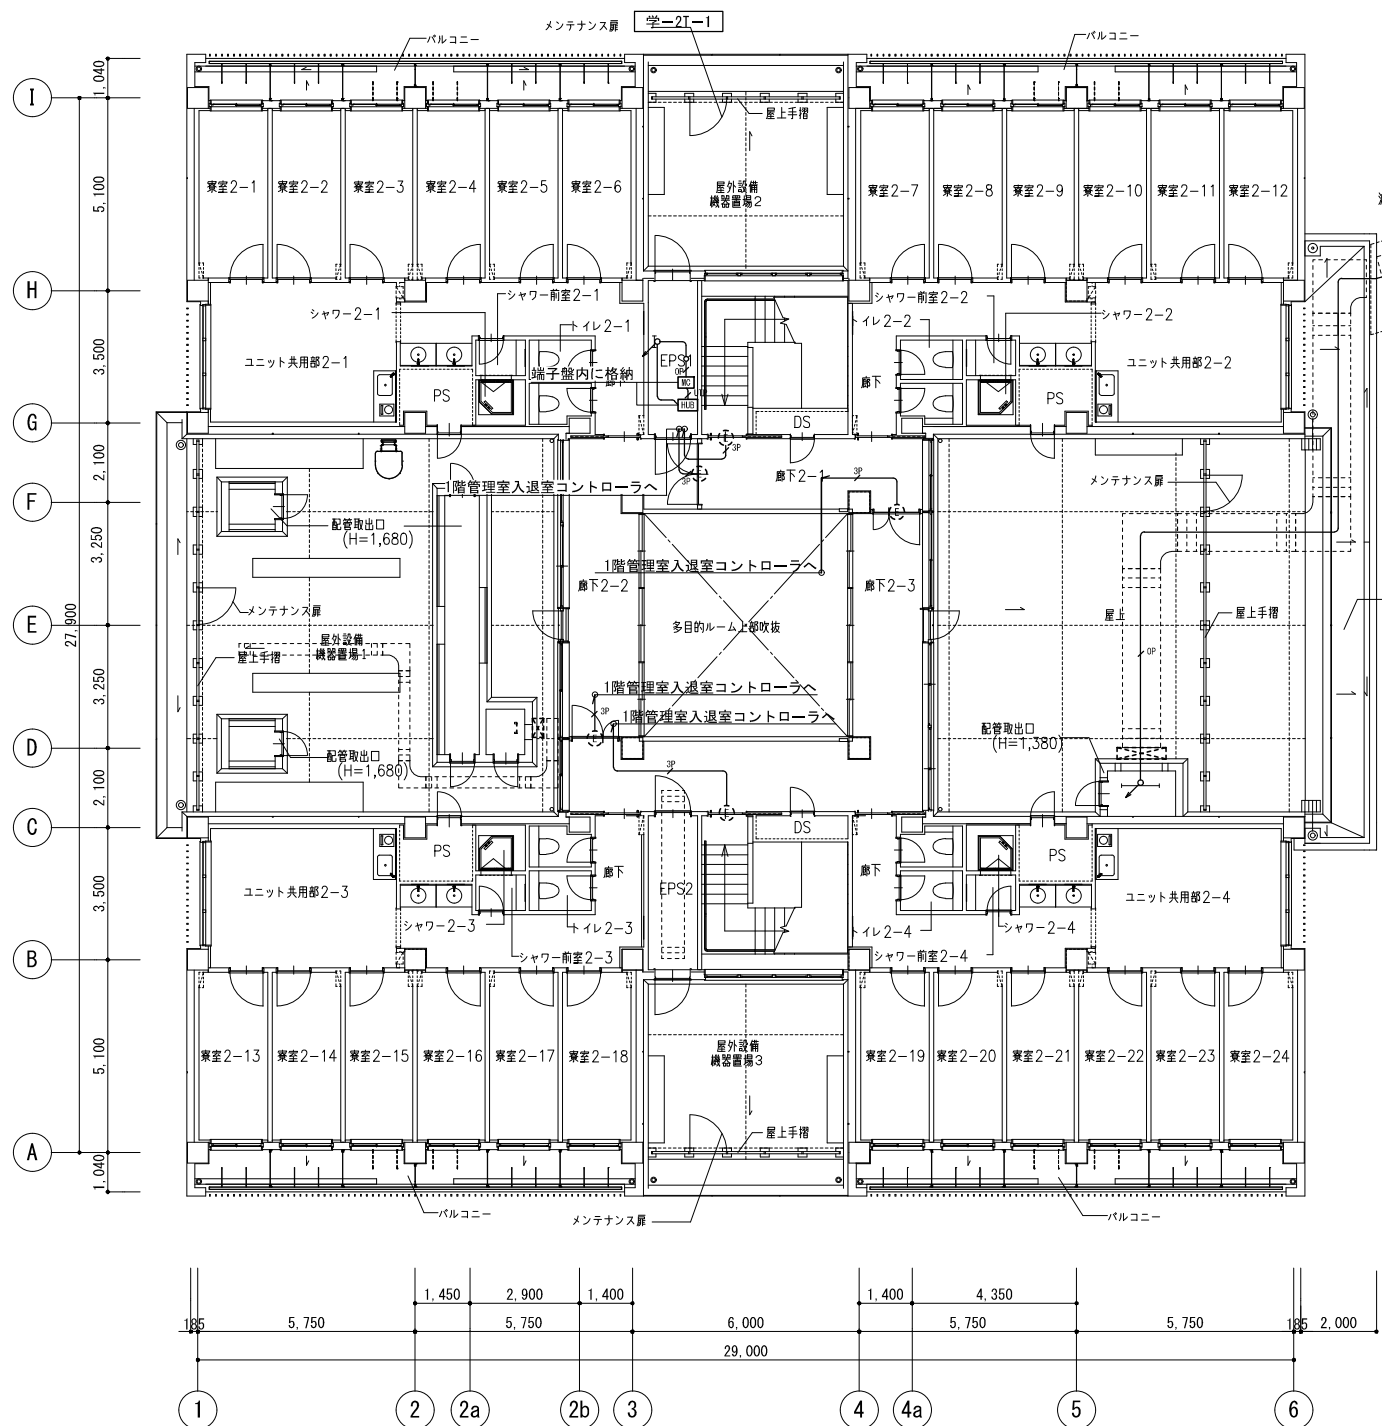 メンテナンス扉
学-2T-1
バルコニー
バルコニー
1,040
I
屋上手摺
5,100
寮室2-1
寮室2-2
寮室2-3
寮室2-4
寮室2-5
寮室2-6
屋外設備
機器置場2
寮室2-7
寮室2-8
寮室2-9
寮室2-10
寮室2-11
寮室2-12
H
シャワー前室2-1
シャワー前室2-2
シャワー2-1
トイレ2-1
トイレ2-2
シャワー2-2
3,500
ユニット共用部2-1
EPS1
OP
端子盤内に格納
MC
HUB
廊下
ユニット共用部2-2
PS
PS
G
DS
2,100
3P
3P
廊下2-1
3P
メンテナンス扉
1階管理室入退室コントローラへ
F
E
E
E
配管取出口
(H=1,680)
3,250
1階管理室入退室コントローラへ
廊下2-2
廊下2-3
メンテナンス扉
27,900
E
多目的ルーム上部吹抜
屋上
屋上手摺
屋外設備
機器置場1
屋上手摺
OP
3,250
1階管理室入退室コントローラへ
3P
1階管理室入退室コントローラへ
D
E
配管取出口
(H=1,680)
配管取出口
(H=1,380)
3P
2,100
E
C
DS
PS
PS
廊下
廊下
3,500
ユニット共用部2-3
EPS2
ユニット共用部2-4
シャワー2-3
トイレ2-3
トイレ2-4
シャワー2-4
シャワー前室2-3
シャワー前室2-4
B
5,100
寮室2-13
寮室2-14
寮室2-15
寮室2-16
寮室2-17
寮室2-18
屋外設備
機器置場3
寮室2-19
寮室2-20
寮室2-21
寮室2-22
寮室2-23
寮室2-24
屋上手摺
A
1,040
バルコニー
メンテナンス扉
バルコニー
1,450
2,900
1,400
1,400
4,350
185
5,750
5,750
6,000
5,750
5,750
185
2,000
29,000
1
2
2a
2b
3
4
4a
5
6